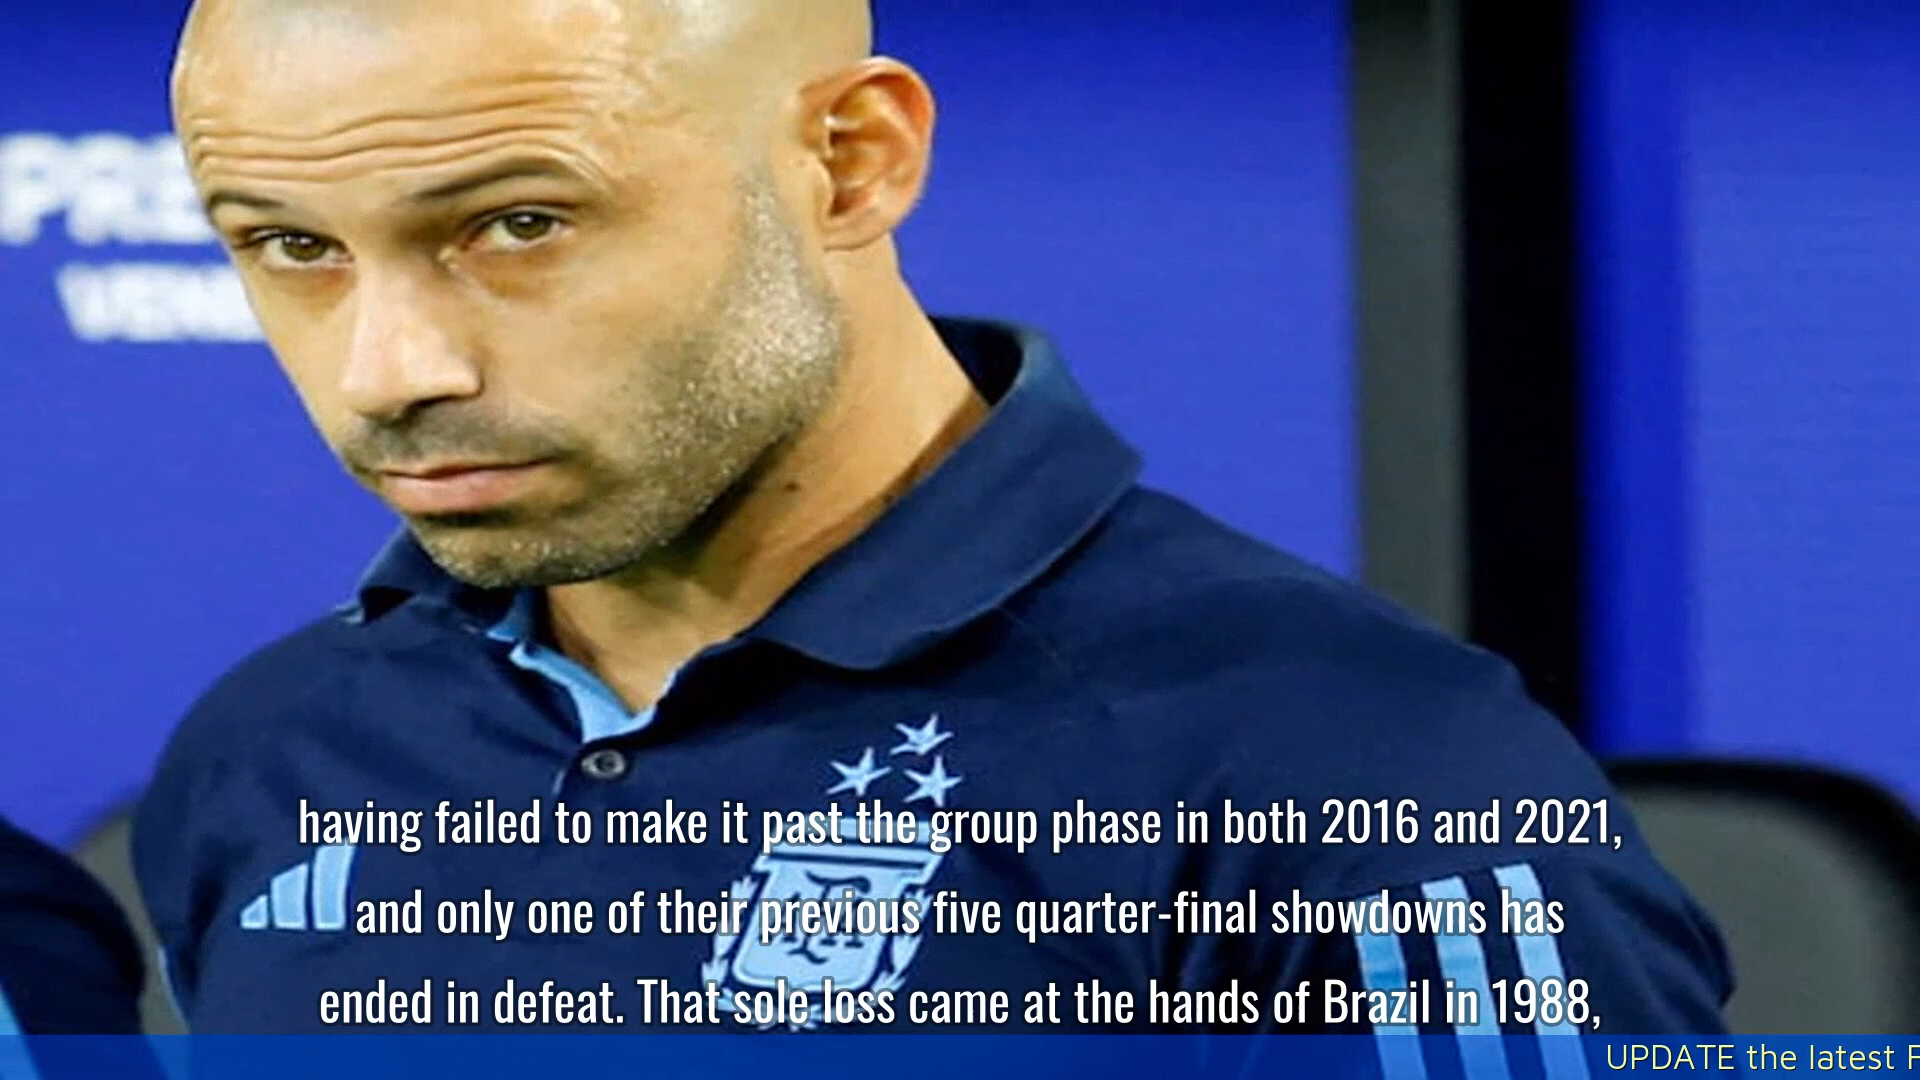 having failed to make it past the group phase in both 2016 and 2021,
and only one of their previous five quarter-final showdowns has
ended in defeat. That sole loss came at the hands of Brazil in 1988,
UPDATE the latest F